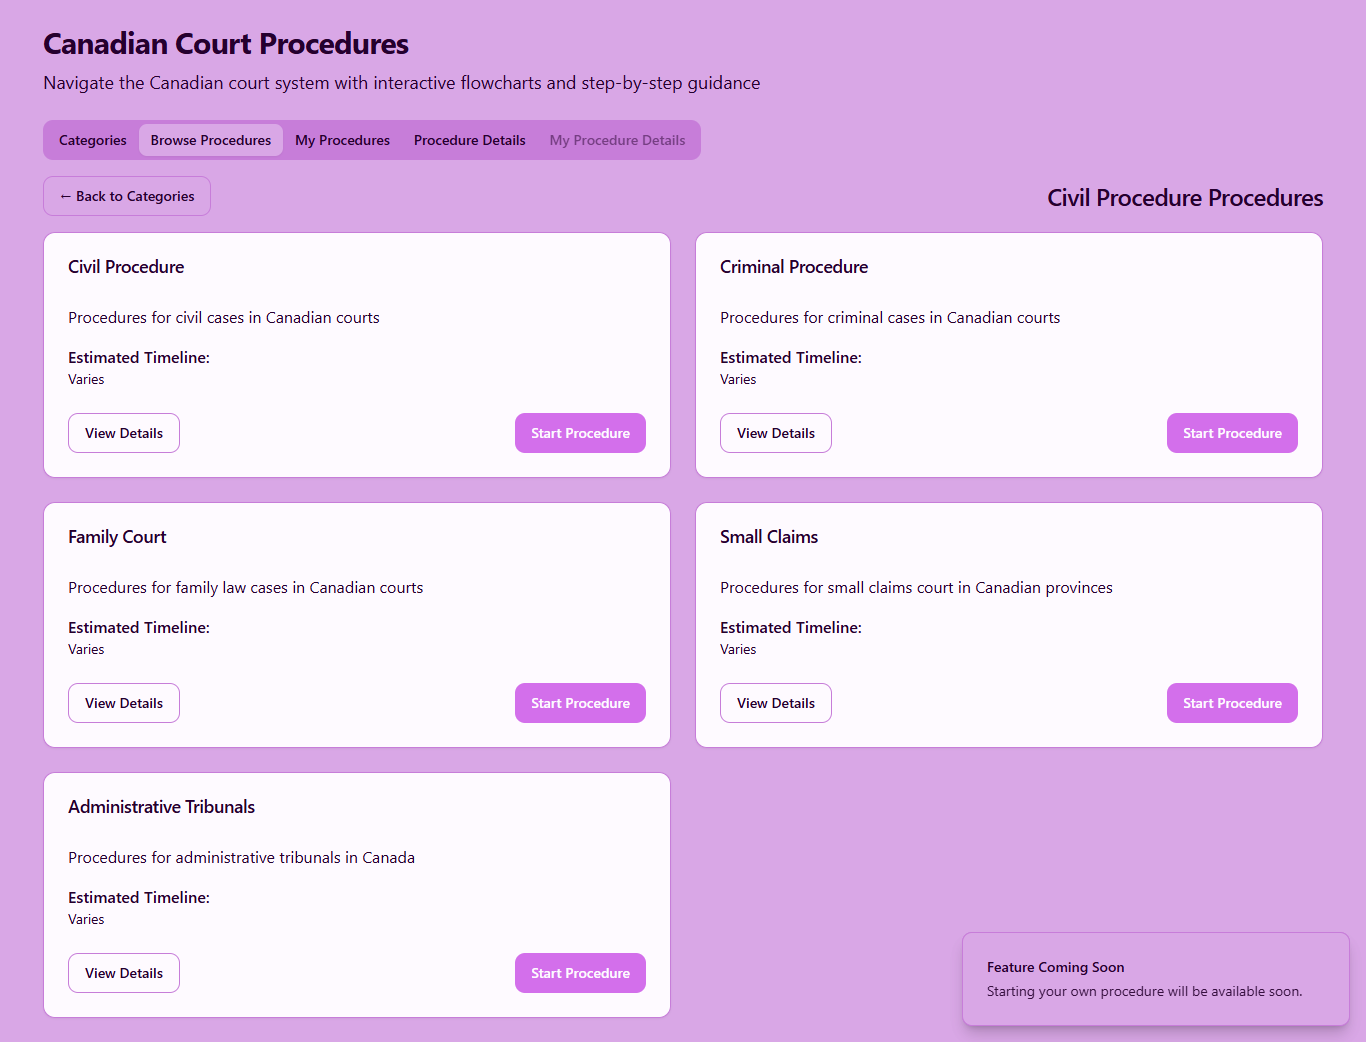 Canadian Court Procedures
Navigate the Canadian court system with interactive flowcharts and step-by-step guidance
Categories Browse Procedures My Procedures Procedure Details My Procedure Details
← Back to Categories
Civil Procedure Procedures
Civil Procedure
Procedures for civil cases in Canadian courts
Estimated Timeline:
Varies
View Details Start Procedure
Criminal Procedure
Procedures for criminal cases in Canadian courts
Estimated Timeline:
Varies
View Details Start Procedure
Family Court
Procedures for family law cases in Canadian courts
Estimated Timeline:
Varies
View Details Start Procedure
Small Claims
Procedures for small claims court in Canadian provinces
Estimated Timeline:
Varies
View Details Start Procedure
Administrative Tribunals
Procedures for administrative tribunals in Canada
Estimated Timeline:
Varies
View Details Start Procedure
Feature Coming Soon
Starting your own procedure will be available soon.